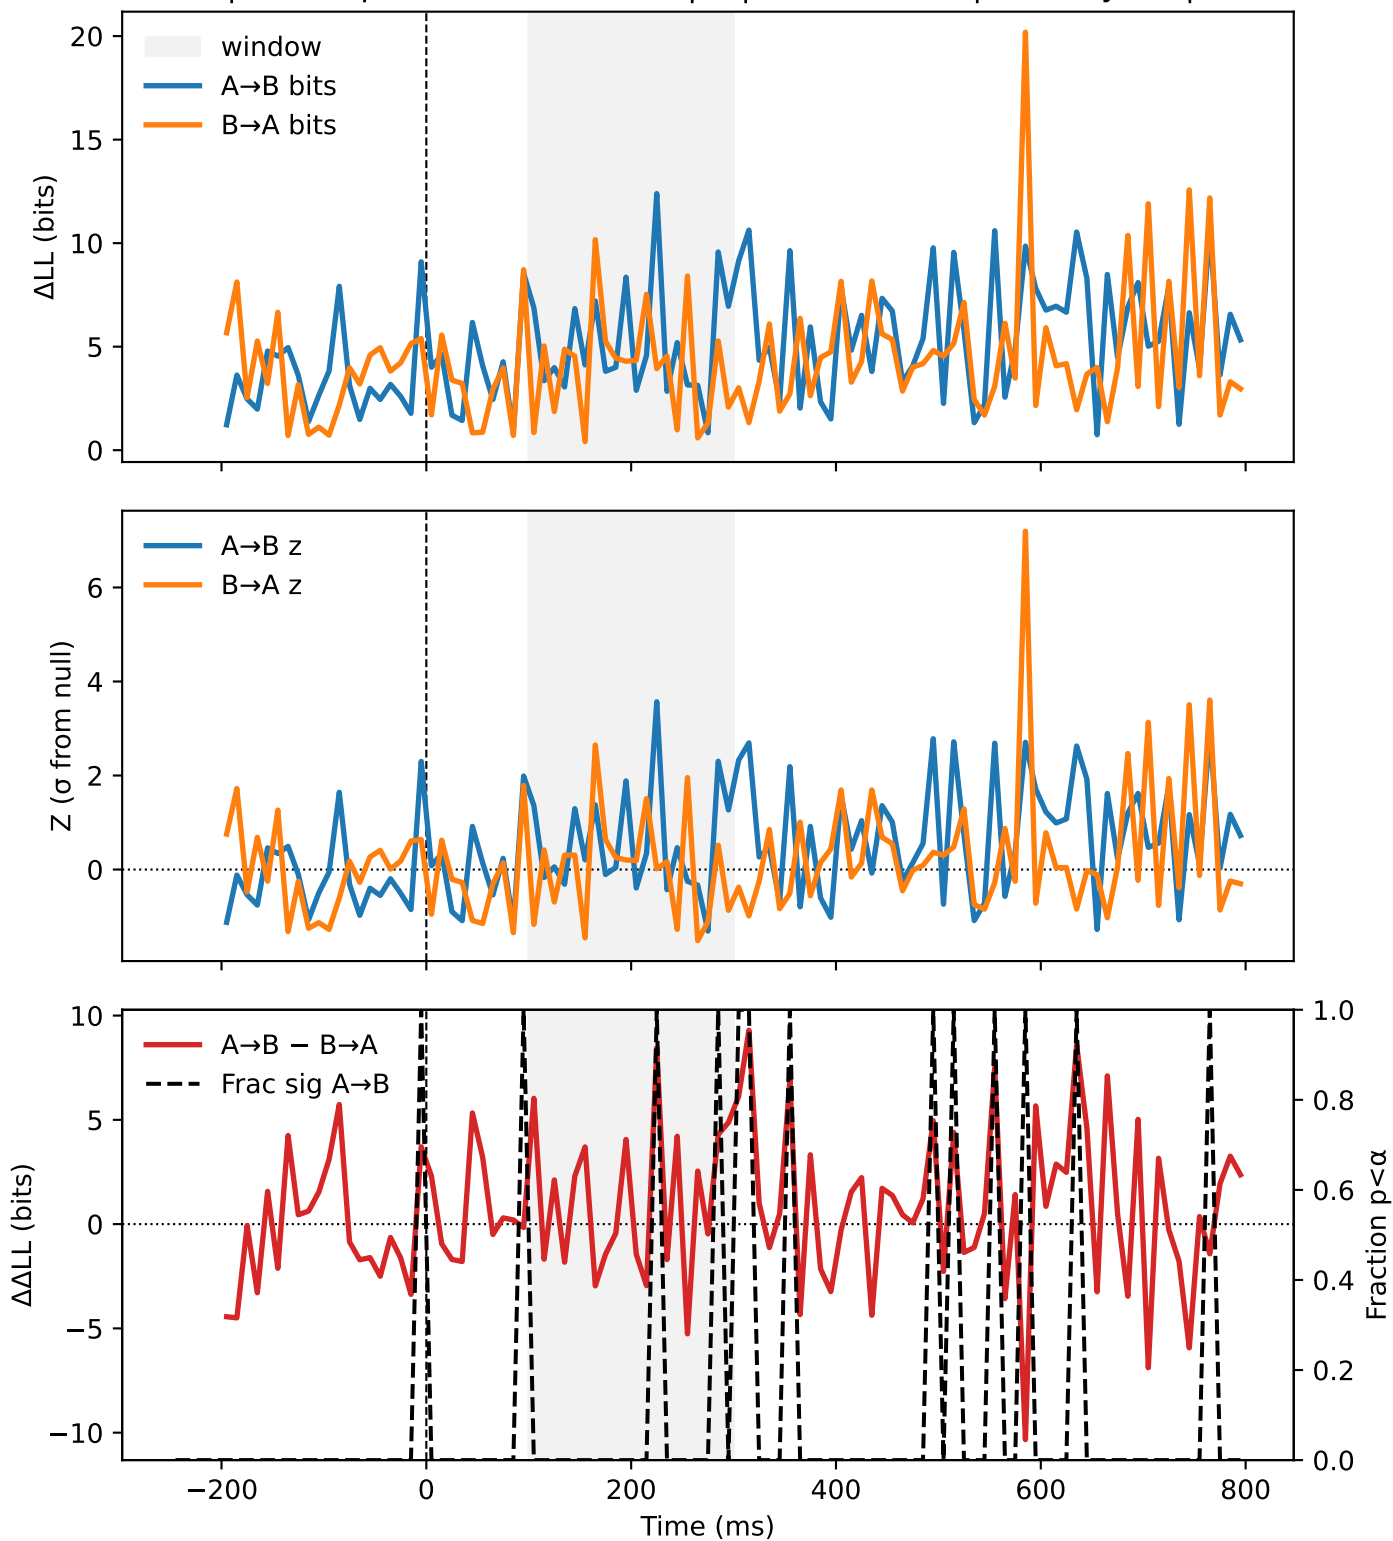 20
15
10
5
0
ΔLL (bits)
window
A→B bits
B→A bits
6
4
2
0
Z (σ from null)
A→B z
B→A z
10
5
0
−5
−10
ΔΔLL (bits)
A→B − B→A
Frac sig A→B
1.0
0.8
0.6
0.4
0.2
0.0
Fraction p<α
−200
0
200
400
600
800
Time (ms)